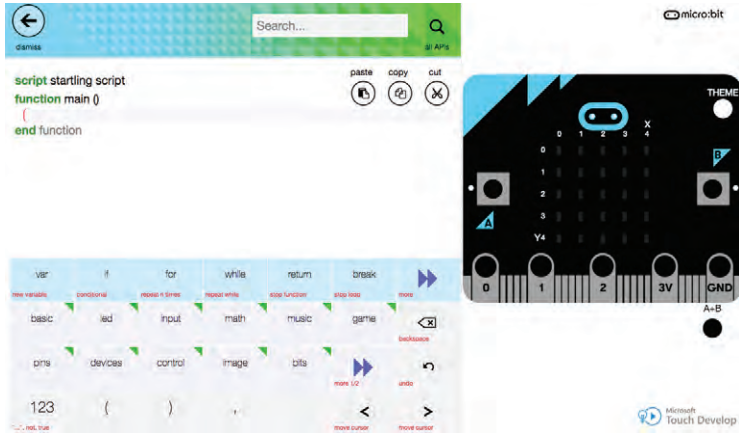 Search...
dismiss
all APIs
script startling script
function main ()
end function
paste copy cut
var if for while return break
new variable conditional repeat n times repeat while stop function stop loop more
basic led input math music game
backspace
pins devices control image bits
more 1/2 undo
123 ( ) ,
"...", not, true move cursor move cursor
micro:bit
THEME
X
0 1 2 3 4
0
1
2
3
Y4
A
B
0 1 2 3V GND
A+B
Microsoft
Touch Develop